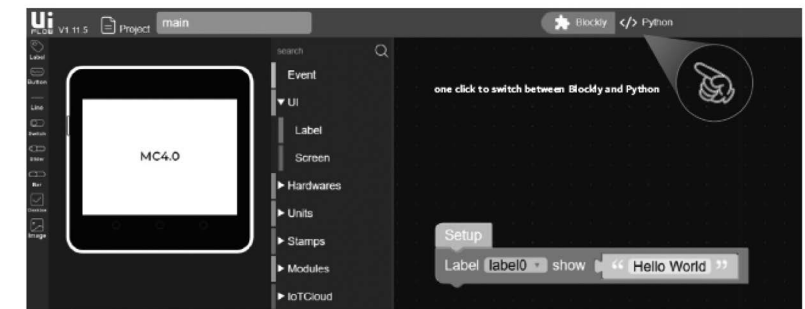 Ui
FLOW V1.11.5 Project main
Blockly </> Python
Label
Button
Line
Switch
Slider
Bar
Image
MC4.0
search
Event
▼ UI
Label
Screen
► Hardwares
► Units
► Stamps
► Modules
► IoTCloud
one click to switch between Blockly and Python
Setup
Label label0 show “ Hello World ”